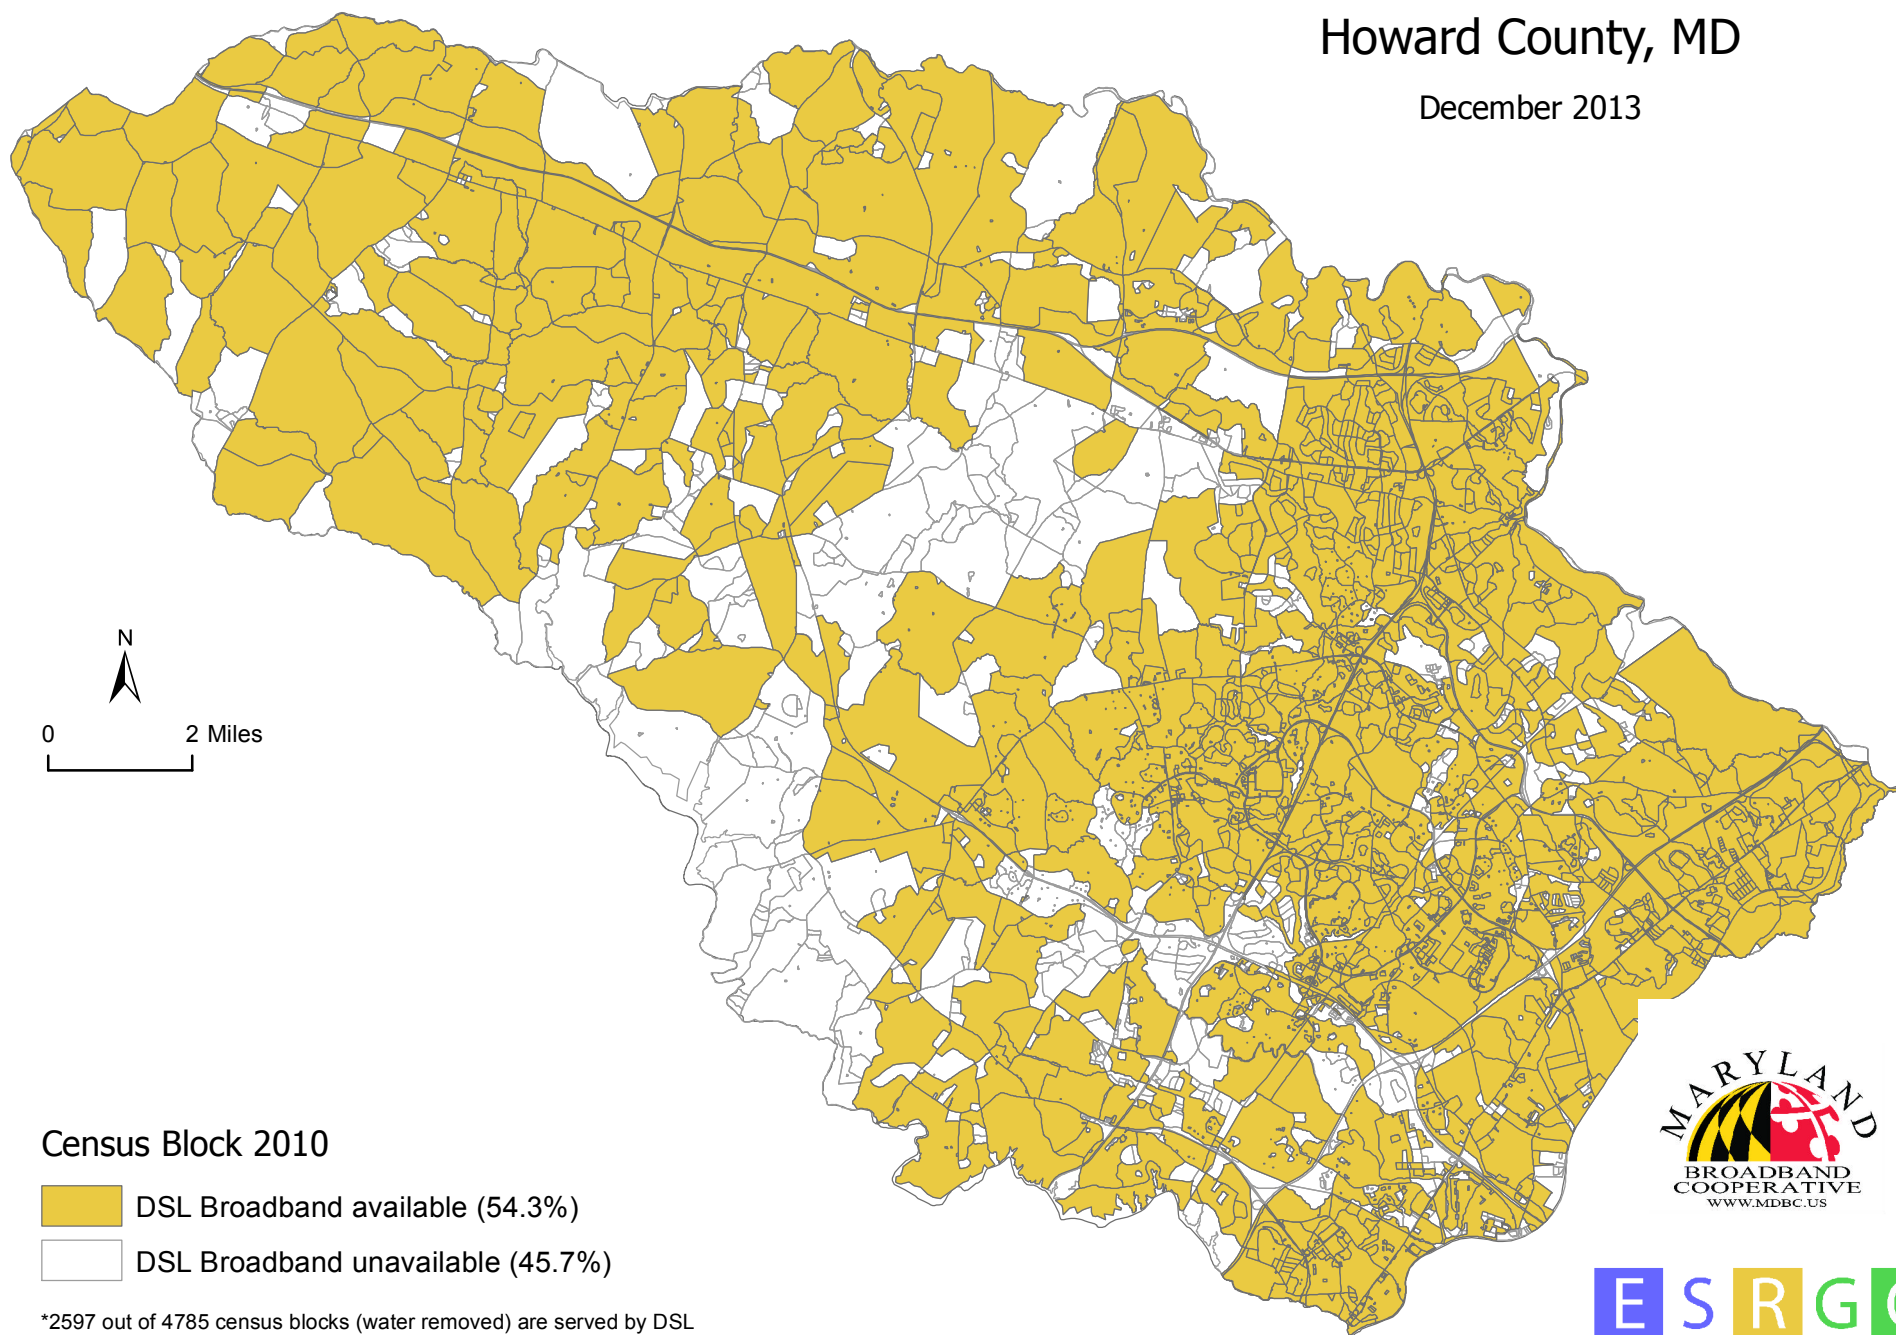 Howard County, MD
December 2013
N
0 2 Miles
Census Block 2010
DSL Broadband available (54.3%)
DSL Broadband unavailable (45.7%)
*2597 out of 4785 census blocks (water removed) are served by DSL
MARYLAND
BROADBAND
COOPERATIVE
WWW.MDBC.US
ESRG